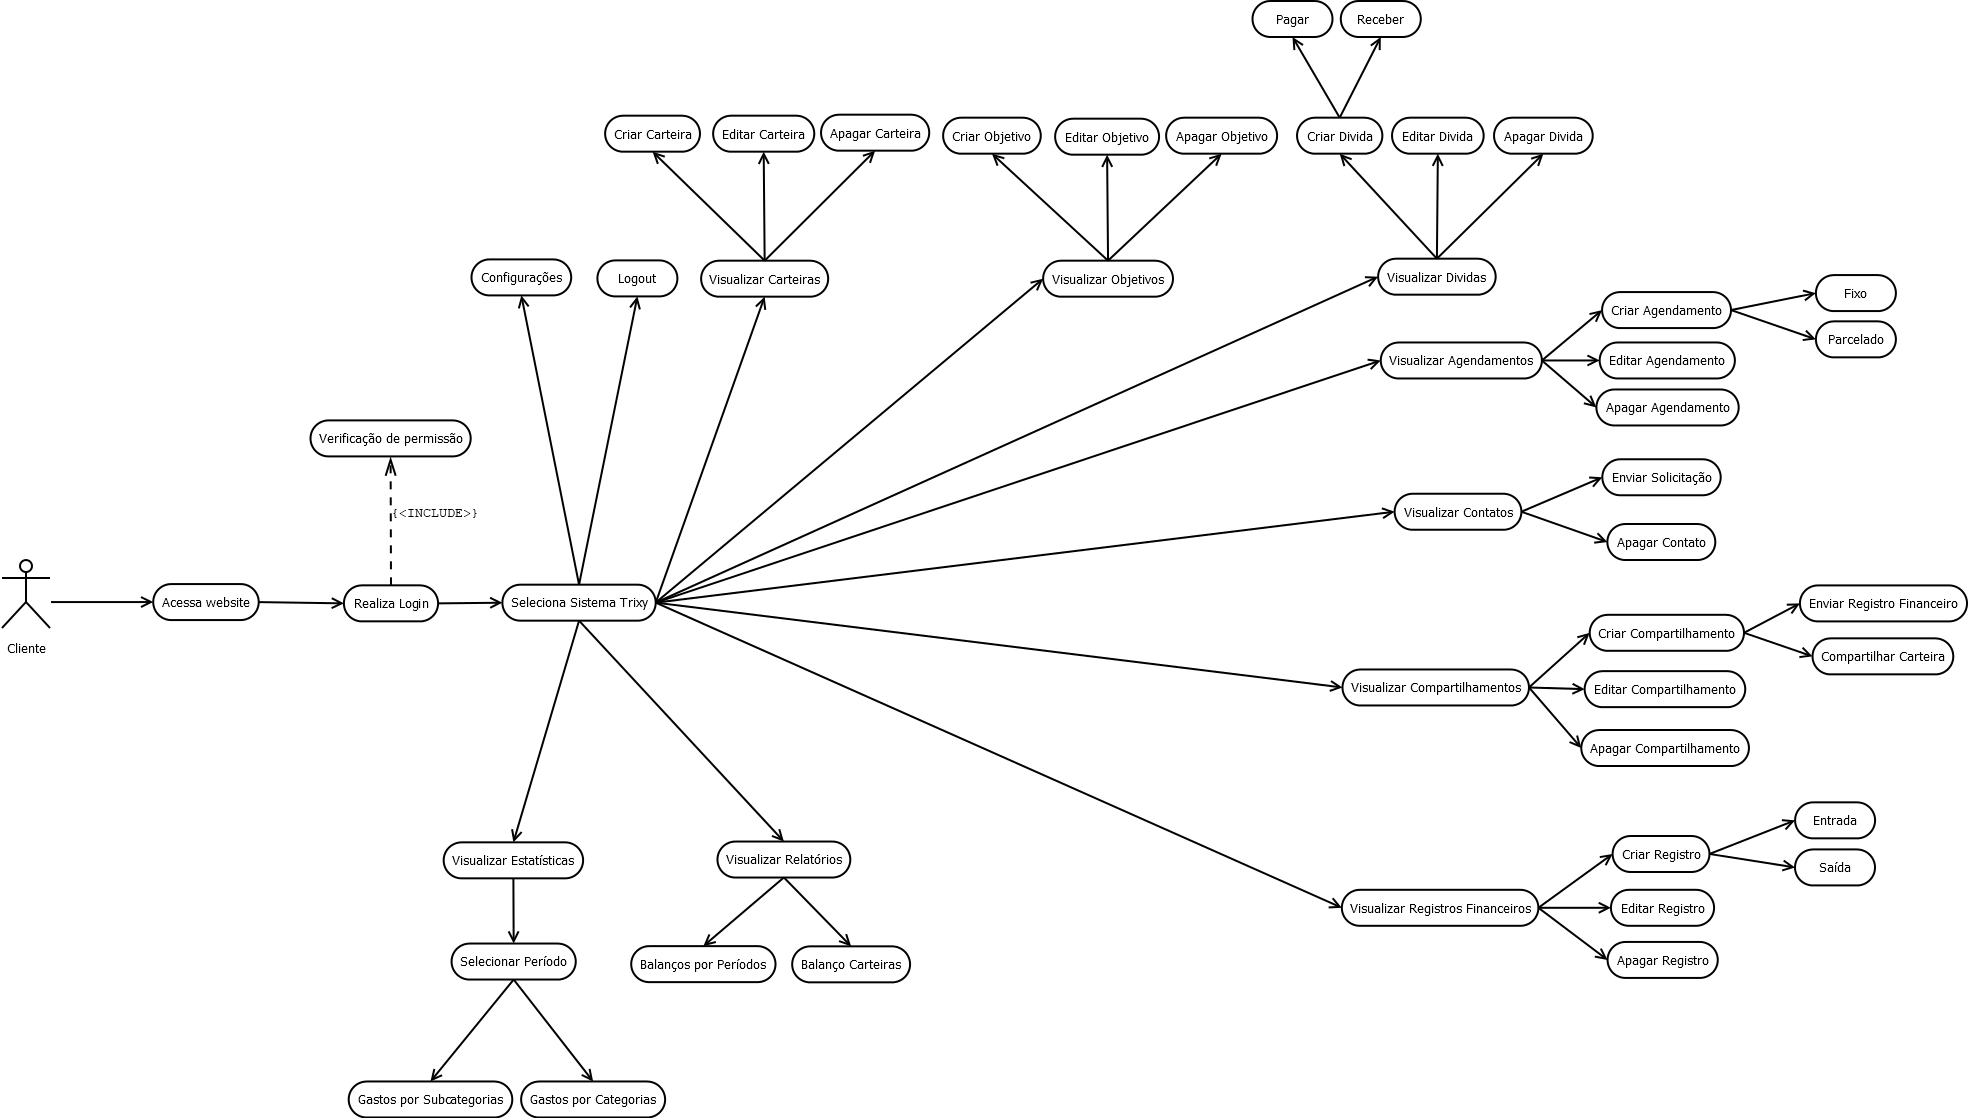 Pagar
Receber
Criar Carteira
Editar Carteira
Apagar Carteira
Criar Objetivo
Editar Objetivo
Apagar Objetivo
Criar Divida
Editar Divida
Apagar Divida
Configurações
Logout
Visualizar Carteiras
Visualizar Objetivos
Visualizar Dividas
Fixo
Criar Agendamento
Parcelado
Visualizar Agendamentos
Editar Agendamento
Apagar Agendamento
Verificação de permissão
Enviar Solicitação
{<INCLUDE>}
Visualizar Contatos
Apagar Contato
Cliente
Acessa website
Realiza Login
Seleciona Sistema Trixy
Enviar Registro Financeiro
Criar Compartilhamento
Compartilhar Carteira
Visualizar Compartilhamentos
Editar Compartilhamento
Apagar Compartilhamento
Entrada
Criar Registro
Saída
Visualizar Estatísticas
Visualizar Relatórios
Visualizar Registros Financeiros
Editar Registro
Apagar Registro
Selecionar Período
Balanços por Períodos
Balanço Carteiras
Gastos por Subcategorias
Gastos por Categorias